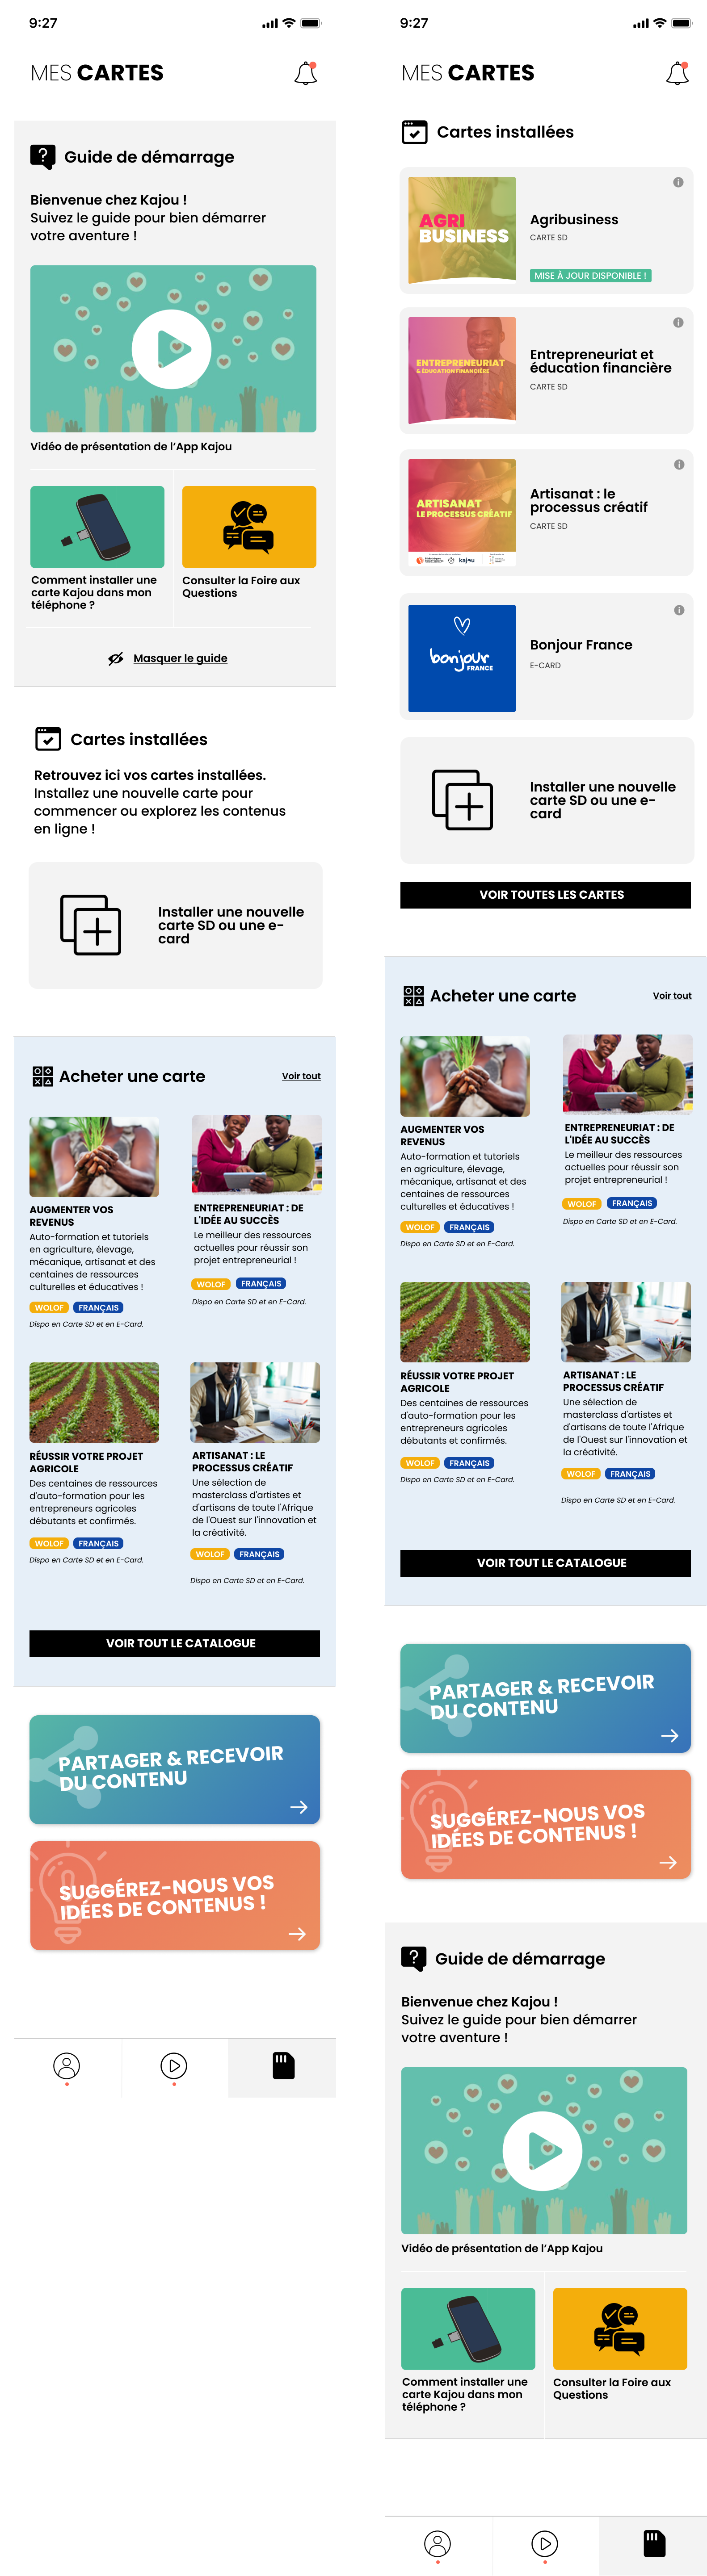 9:27
MES CARTES
Guide de démarrage
Bienvenue chez Kajou !
Suivez le guide pour bien démarrer
votre aventure !
Vidéo de présentation de l'App Kajou
Comment installer une
carte Kajou dans mon
téléphone ?
Consulter la Foire aux
Questions
Masquer le guide
Cartes installées
Retrouvez ici vos cartes installées.
Installez une nouvelle carte pour
commencer ou explorez les contenus
en ligne !
Installer une nouvelle
carte SD ou une e-
card
Acheter une carte
Voir tout
AUGMENTER VOS
REVENUS
Auto-formation et tutoriels
en agriculture, élevage,
mécanique, artisanat et des
centaines de ressources
culturelles et éducatives !
WOLOF FRANÇAIS
Dispo en Carte SD et en E-Card.
ENTREPRENEURIAT : DE
L'IDÉE AU SUCCÈS
Le meilleur des ressources
actuelles pour réussir son
projet entrepreneurial !
WOLOF FRANÇAIS
Dispo en Carte SD et en E-Card.
RÉUSSIR VOTRE PROJET
AGRICOLE
Des centaines de ressources
d'auto-formation pour les
entrepreneurs agricoles
débutants et confirmés.
WOLOF FRANÇAIS
Dispo en Carte SD et en E-Card.
ARTISANAT : LE
PROCESSUS CRÉATIF
Une sélection de
masterclass d'artistes et
d'artisans de toute l'Afrique
de l'Ouest sur l'innovation et
la créativité.
WOLOF FRANÇAIS
Dispo en Carte SD et en E-Card.
VOIR TOUT LE CATALOGUE
PARTAGER & RECEVOIR
DU CONTENU
SUGGÉREZ-NOUS VOS
IDÉES DE CONTENUS !
9:27
MES CARTES
Cartes installées
AGRI
BUSINESS
Agribusiness
CARTE SD
MISE À JOUR DISPONIBLE !
ENTREPRENEURIAT
& ÉDUCATION FINANCIÈRE
Entrepreneuriat et
éducation financière
CARTE SD
ARTISANAT
LE PROCESSUS CRÉATIF
kajou
Artisanat : le
processus créatif
CARTE SD
bonjour
FRANCE
Bonjour France
E-CARD
Installer une nouvelle
carte SD ou une e-
card
VOIR TOUTES LES CARTES
Acheter une carte
Voir tout
AUGMENTER VOS
REVENUS
Auto-formation et tutoriels
en agriculture, élevage,
mécanique, artisanat et des
centaines de ressources
culturelles et éducatives !
WOLOF FRANÇAIS
Dispo en Carte SD et en E-Card.
ENTREPRENEURIAT : DE
L'IDÉE AU SUCCÈS
Le meilleur des ressources
actuelles pour réussir son
projet entrepreneurial !
WOLOF FRANÇAIS
Dispo en Carte SD et en E-Card.
RÉUSSIR VOTRE PROJET
AGRICOLE
Des centaines de ressources
d'auto-formation pour les
entrepreneurs agricoles
débutants et confirmés.
WOLOF FRANÇAIS
Dispo en Carte SD et en E-Card.
ARTISANAT : LE
PROCESSUS CRÉATIF
Une sélection de
masterclass d'artistes et
d'artisans de toute l'Afrique
de l'Ouest sur l'innovation et
la créativité.
WOLOF FRANÇAIS
Dispo en Carte SD et en E-Card.
VOIR TOUT LE CATALOGUE
PARTAGER & RECEVOIR
DU CONTENU
SUGGÉREZ-NOUS VOS
IDÉES DE CONTENUS !
Guide de démarrage
Bienvenue chez Kajou !
Suivez le guide pour bien démarrer
votre aventure !
Vidéo de présentation de l'App Kajou
Comment installer une
carte Kajou dans mon
téléphone ?
Consulter la Foire aux
Questions